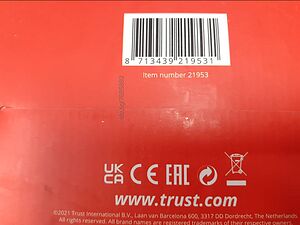 8 713439 219531
Item number 21953
UK
CA CE EAC
www.trust.com
©2021 Trust International B.V., Laan van Barcelona 600, 3317 DD Dordrecht, The Netherlands
All rights reserved. All brand names are registered trademarks of their respective owners.